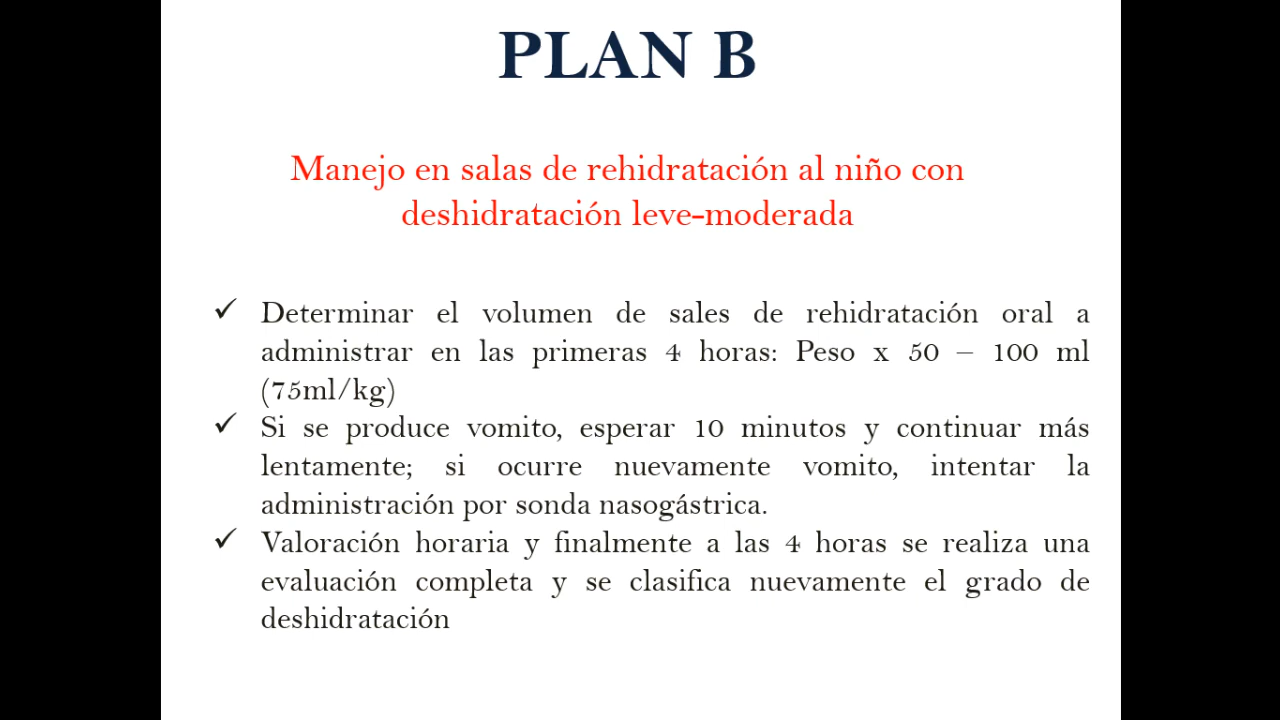 PLAN B
Manejo en salas de rehidratación al niño con
deshidratación leve-moderada
✓ Determinar el volumen de sales de rehidratación oral a
administrar en las primeras 4 horas: Peso x 50 – 100 ml
(75ml/kg)
✓ Si se produce vomito, esperar 10 minutos y continuar más
lentamente; si ocurre nuevamente vomito, intentar la
administración por sonda nasogástrica.
✓ Valoración horaria y finalmente a las 4 horas se realiza una
evaluación completa y se clasifica nuevamente el grado de
deshidratación